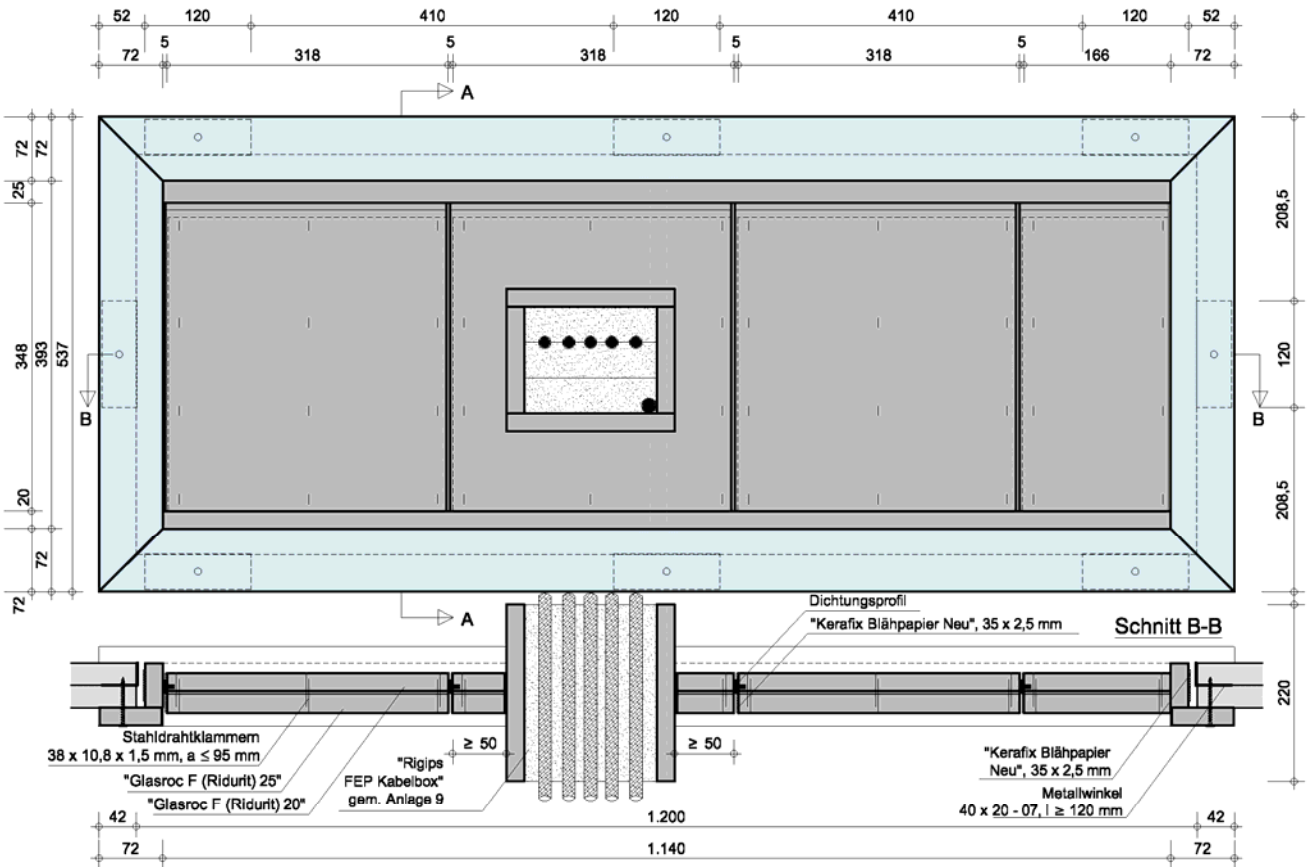 52 120 410 120 410 120 52
72 5 318 5 318 5 318 5 166 72
A
72
72
25
348
393
537
20
72
72
208,5
120
208,5
B
B
A
Dichtungsprofil
"Kerafix Blähpapier Neu", 35 x 2,5 mm
Schnitt B-B
220
Stahldrahtklammern
38 x 10,8 x 1,5 mm, a ≤ 95 mm
"Glasroc F (Ridurit) 25"
"Glasroc F (Ridurit) 20"
≥ 50
"Rigips
FEP Kabelbox"
gem. Anlage 9
≥ 50
"Kerafix Blähpapier
Neu", 35 x 2,5 mm
Metallwinkel
40 x 20 - 07, l ≥ 120 mm
42 1.200 42
72 1.140 72